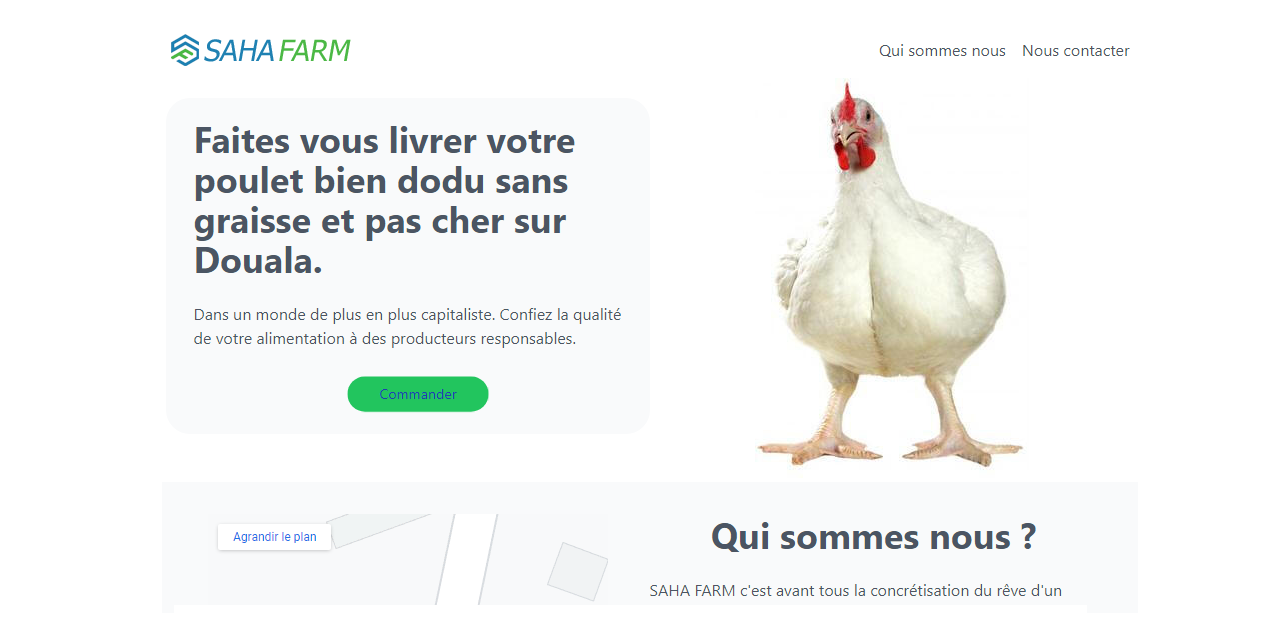 SAHA FARM
Qui sommes nous Nous contacter
Faites vous livrer votre
poulet bien dodu sans
graisse et pas cher sur
Douala.
Dans un monde de plus en plus capitaliste. Confiez la qualité
de votre alimentation à des producteurs responsables.
Commander
Agrandir le plan
Qui sommes nous ?
SAHA FARM c'est avant tous la concrétisation du rêve d'un